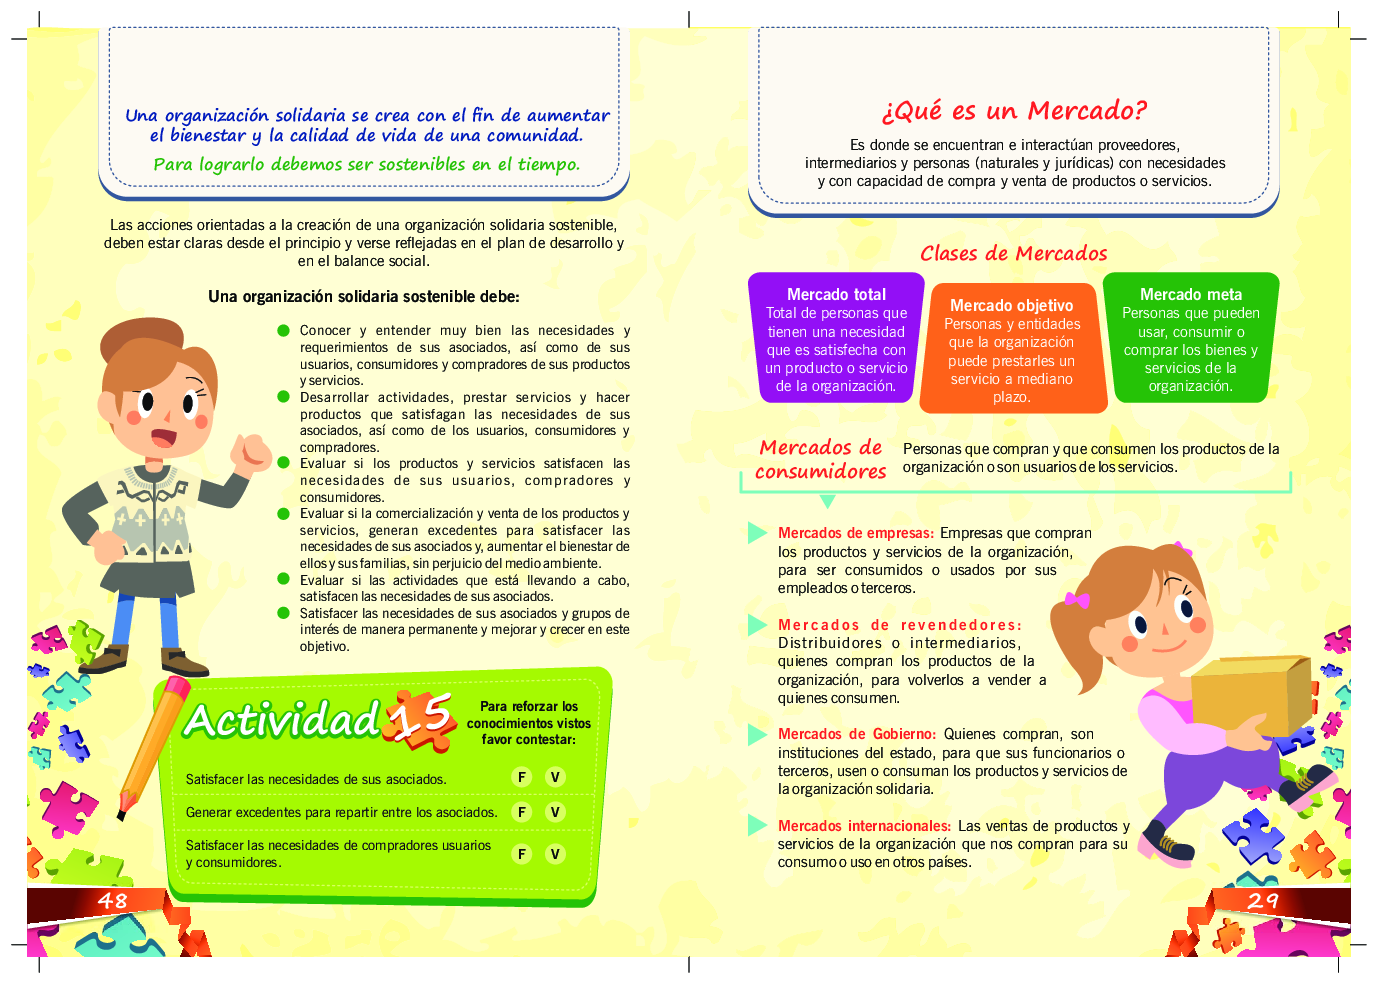 Una organización solidaria se crea con el fin de aumentar
el bienestar y la calidad de vida de una comunidad.
Para lograrlo debemos ser sostenibles en el tiempo.
Las acciones orientadas a la creación de una organización solidaria sostenible,
deben estar claras desde el principio y verse reflejadas en el plan de desarrollo y
en el balance social.
Una organización solidaria sostenible debe:
Conocer y entender muy bien las necesidades y
requerimientos de sus asociados, así como de sus
usuarios, consumidores y compradores de sus productos
y servicios.
Desarrollar actividades, prestar servicios y hacer
productos que satisfagan las necesidades de sus
asociados, así como de los usuarios, consumidores y
compradores.
Evaluar si los productos y servicios satisfacen las
necesidades de sus usuarios, compradores y
consumidores.
Evaluar si la comercialización y venta de los productos y
servicios, generan excedentes para satisfacer las
necesidades de sus asociados y, aumentar el bienestar de
ellos y sus familias, sin perjuicio del medio ambiente.
Evaluar si las actividades que está llevando a cabo,
satisfacen las necesidades de sus asociados.
Satisfacer las necesidades de sus asociados y grupos de
interés de manera permanente y mejorar y crecer en este
objetivo.
Actividad 15
Para reforzar los
conocimientos vistos
favor contestar:
Satisfacer las necesidades de sus asociados. F V
Generar excedentes para repartir entre los asociados. F V
Satisfacer las necesidades de compradores usuarios
y consumidores. F V
48
¿Qué es un Mercado?
Es donde se encuentran e interactúan proveedores,
intermediarios y personas (naturales y jurídicas) con necesidades
y con capacidad de compra y venta de productos o servicios.
Clases de Mercados
Mercado total
Total de personas que
tienen una necesidad
que es satisfecha con
un producto o servicio
de la organización.
Mercado objetivo
Personas y entidades
que la organización
puede prestarles un
servicio a mediano
plazo.
Mercado meta
Personas que pueden
usar, consumir o
comprar los bienes y
servicios de la
organización.
Mercados de
consumidores
Personas que compran y que consumen los productos de la
organización o son usuarios de los servicios.
Mercados de empresas: Empresas que compran
los productos y servicios de la organización,
para ser consumidos o usados por sus
empleados o terceros.
Mercados de revendedores:
Distribuidores o intermediarios,
quienes compran los productos de la
organización, para volverlos a vender a
quienes consumen.
Mercados de Gobierno: Quienes compran, son
instituciones del estado, para que sus funcionarios o
terceros, usen o consuman los productos y servicios de
la organización solidaria.
Mercados internacionales: Las ventas de productos y
servicios de la organización que nos compran para su
consumo o uso en otros países.
29